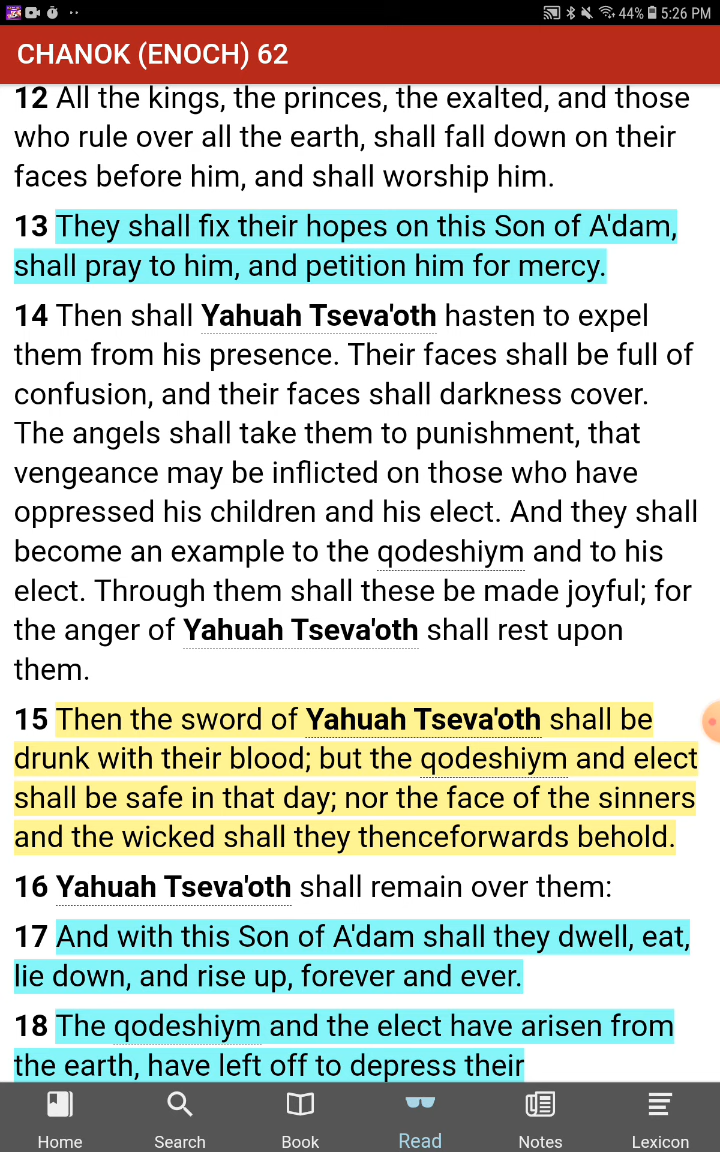 44% 5:26 PM
CHANOK (ENOCH) 62
12 All the kings, the princes, the exalted, and those
who rule over all the earth, shall fall down on their
faces before him, and shall worship him.
13 They shall fix their hopes on this Son of A'dam,
shall pray to him, and petition him for mercy.
14 Then shall Yahuah Tseva'oth hasten to expel
them from his presence. Their faces shall be full of
confusion, and their faces shall darkness cover.
The angels shall take them to punishment, that
vengeance may be inflicted on those who have
oppressed his children and his elect. And they shall
become an example to the qodeshiym and to his
elect. Through them shall these be made joyful; for
the anger of Yahuah Tseva'oth shall rest upon
them.
15 Then the sword of Yahuah Tseva'oth shall be
drunk with their blood; but the qodeshiym and elect
shall be safe in that day; nor the face of the sinners
and the wicked shall they thenceforwards behold.
16 Yahuah Tseva'oth shall remain over them:
17 And with this Son of A'dam shall they dwell, eat,
lie down, and rise up, forever and ever.
18 The qodeshiym and the elect have arisen from
the earth, have left off to depress their
Home Search Book Read Notes Lexicon